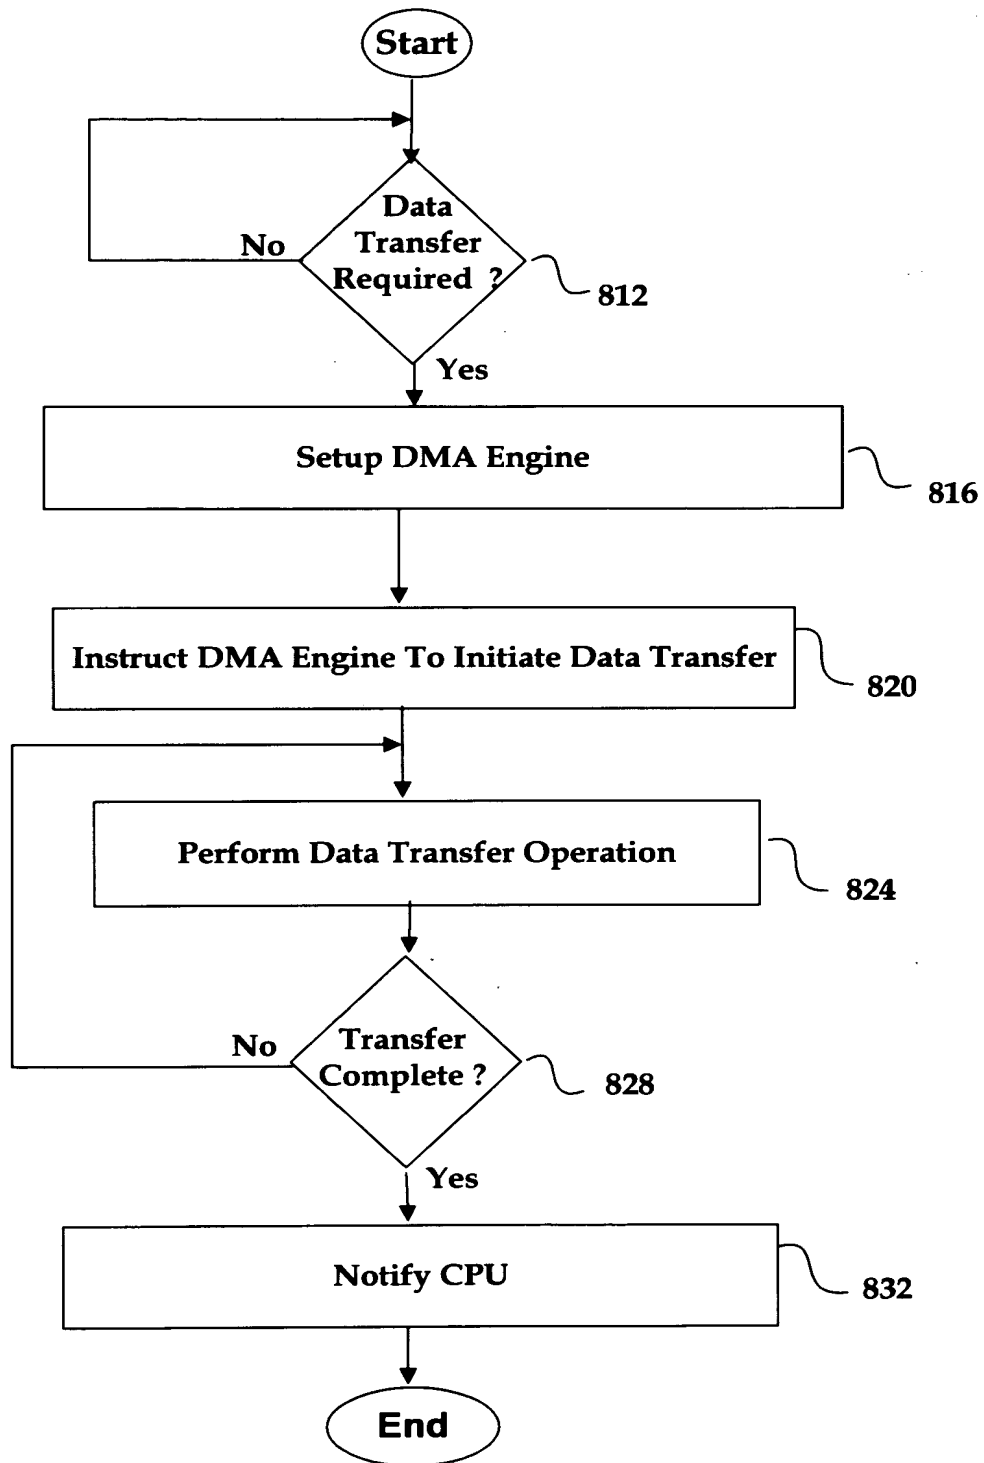 Start
Data
Transfer
Required ?
No
812
Yes
Setup DMA Engine
816
Instruct DMA Engine To Initiate Data Transfer
820
Perform Data Transfer Operation
824
Transfer
Complete ?
No
828
Yes
Notify CPU
832
End